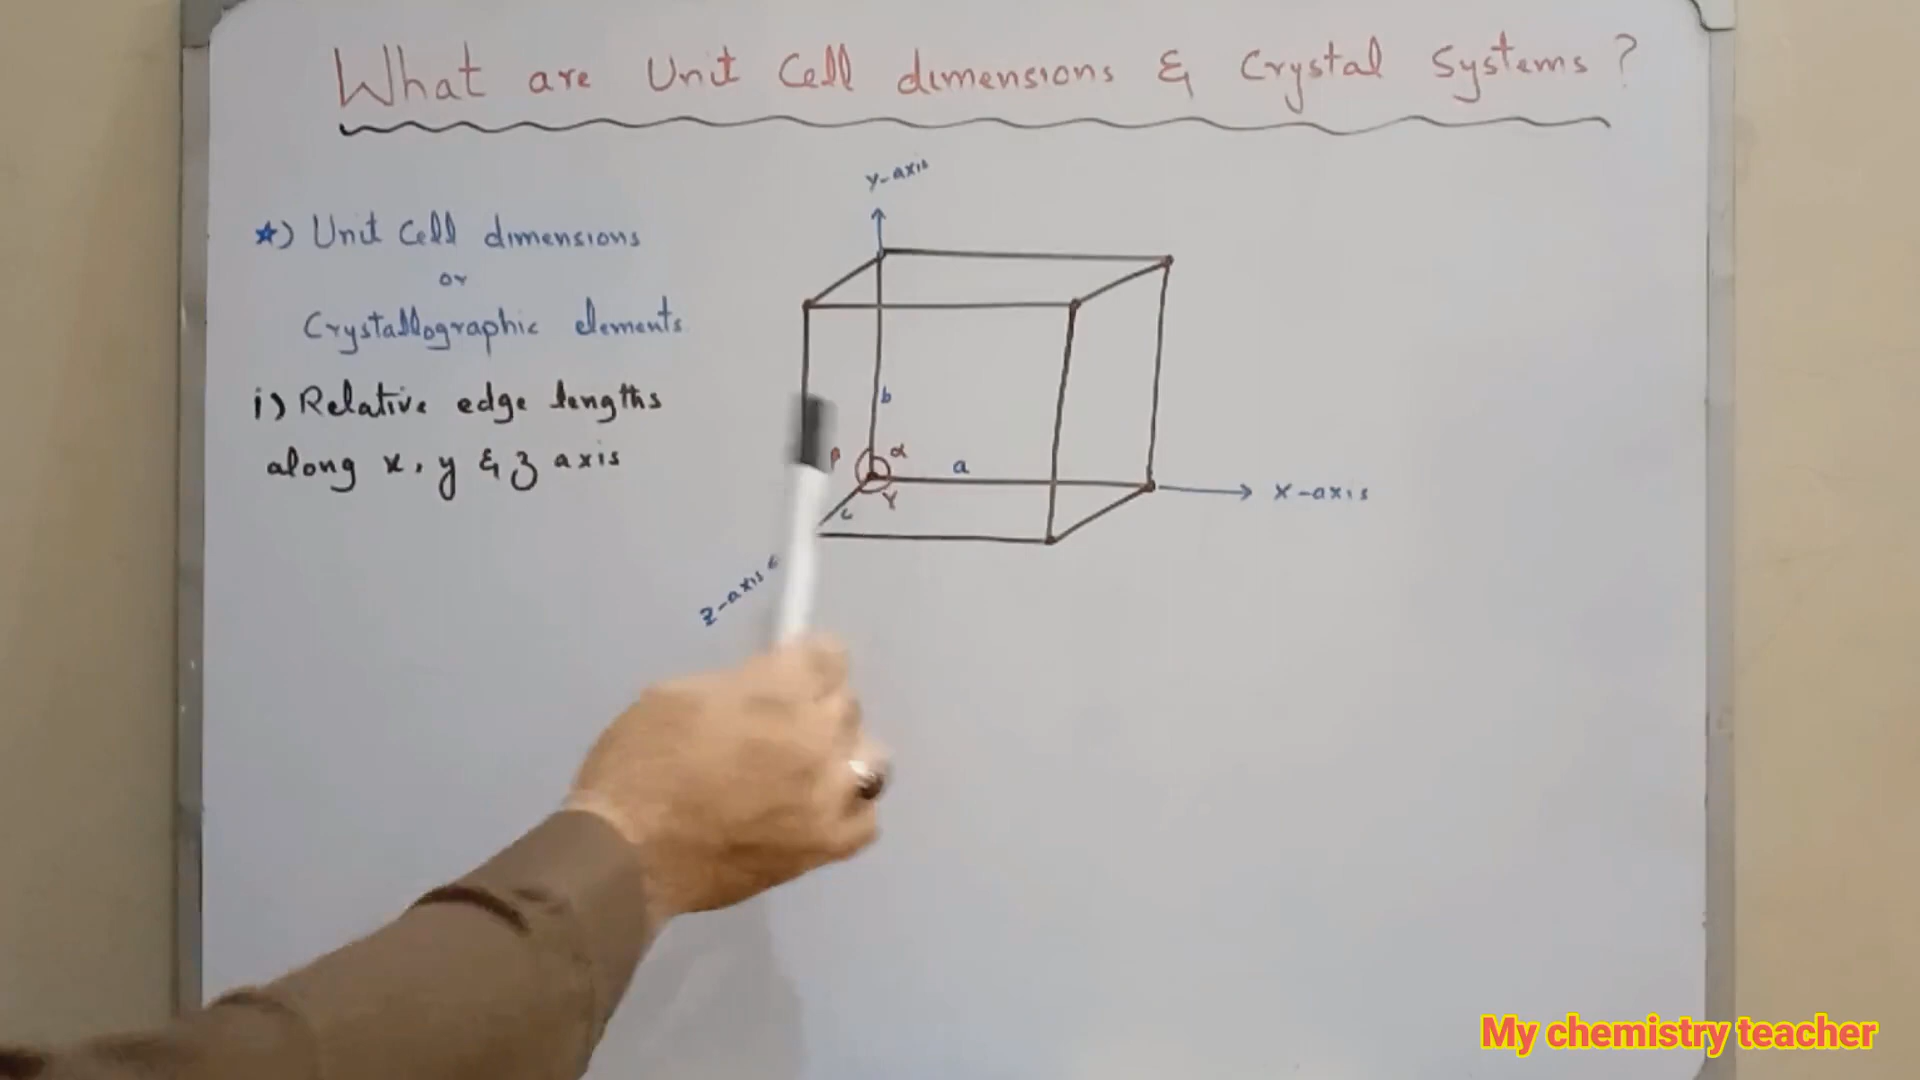 What are Unit Cell dimensions & Crystal Systems?
y-axis
*) Unit Cell dimensions
or
Crystallographic elements
i) Relative edge lengths
along x, y & z axis
b
β α
a
γ
c
x-axis
z-axis
My chemistry teacher